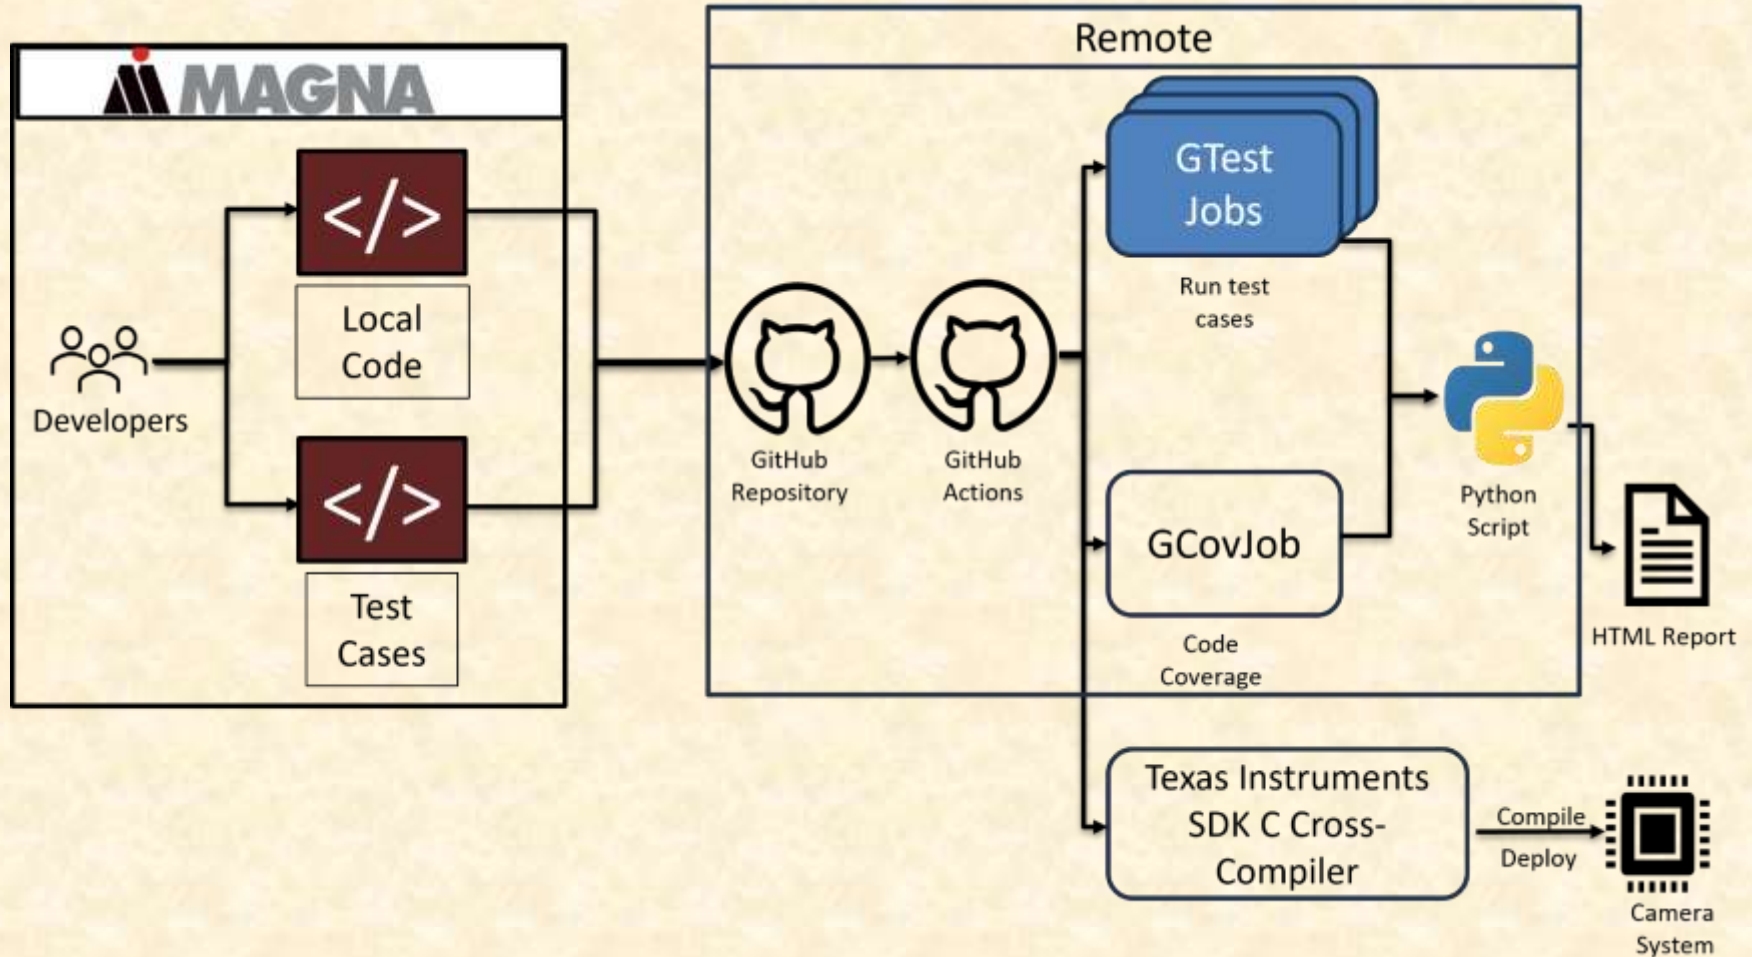 MAGNA
Remote
</>
Local
Code
Developers
</>
Test
Cases
GitHub
Repository
GitHub
Actions
GTest
Jobs
Run test
cases
GCovJob
Code
Coverage
Python
Script
HTML Report
Texas Instruments
SDK C Cross-
Compiler
Compile
Deploy
Camera
System